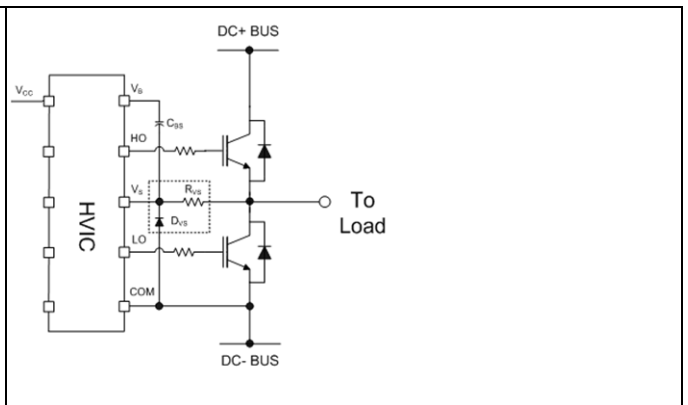 DC+ BUS
Vcc
VB
CBS
HO
VS
RVS
To
Load
HVIC
DVS
LO
COM
DC- BUS